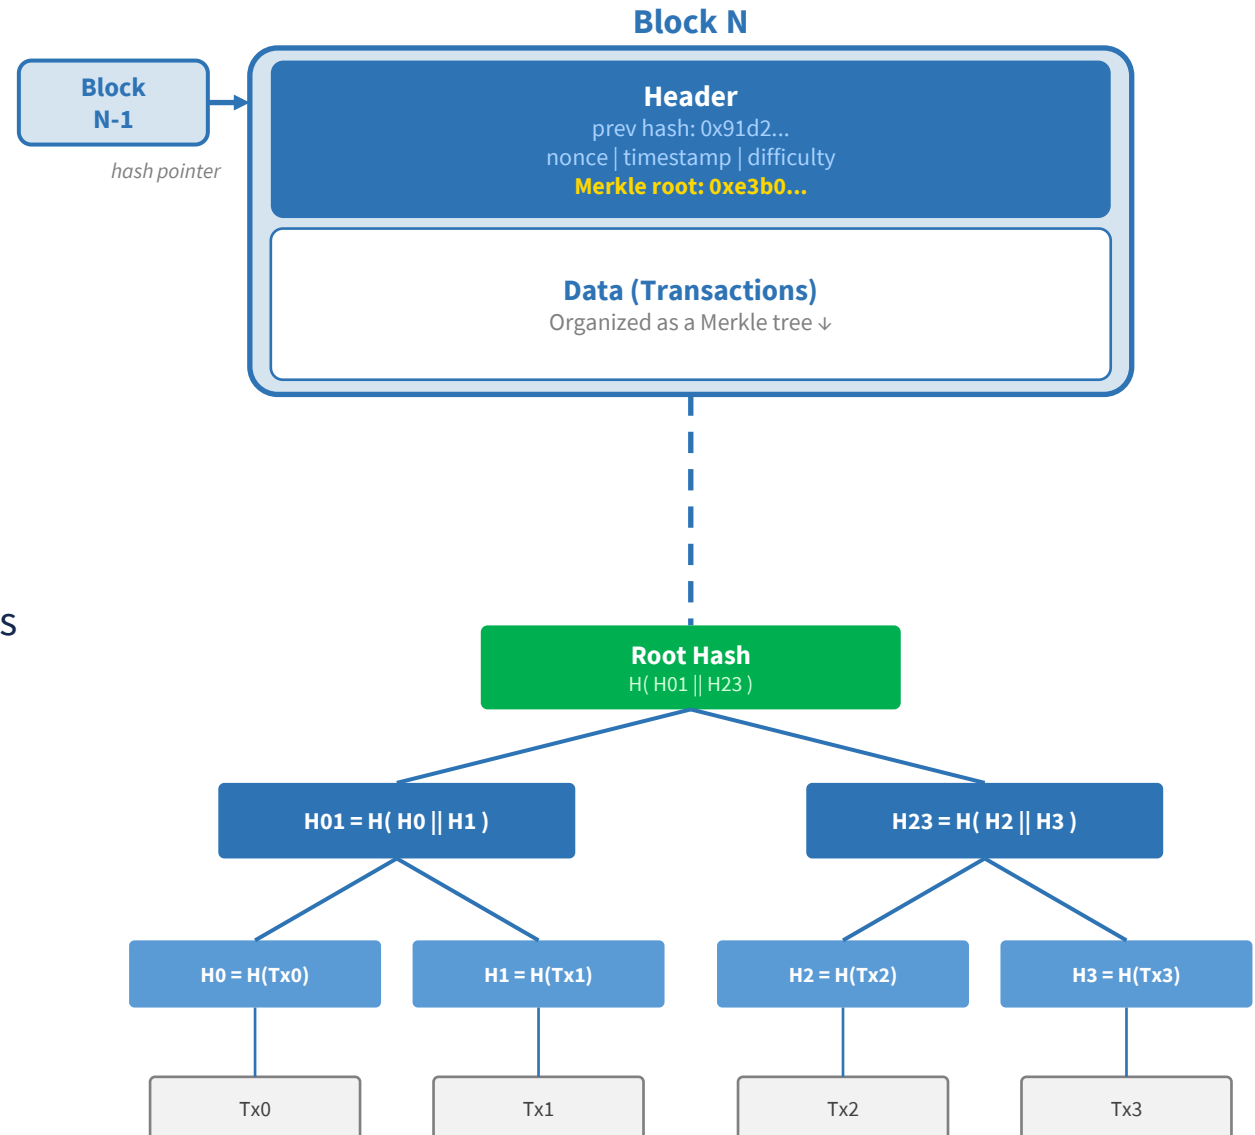 Block N
Block
N-1
hash pointer
Header
prev hash: 0x91d2...
nonce | timestamp | difficulty
Merkle root: 0xe3b0...
Data (Transactions)
Organized as a Merkle tree ↓
s
Root Hash
H( H01 || H23 )
H01 = H( H0 || H1 )
H23 = H( H2 || H3 )
H0 = H(Tx0)
H1 = H(Tx1)
H2 = H(Tx2)
H3 = H(Tx3)
Tx0
Tx1
Tx2
Tx3